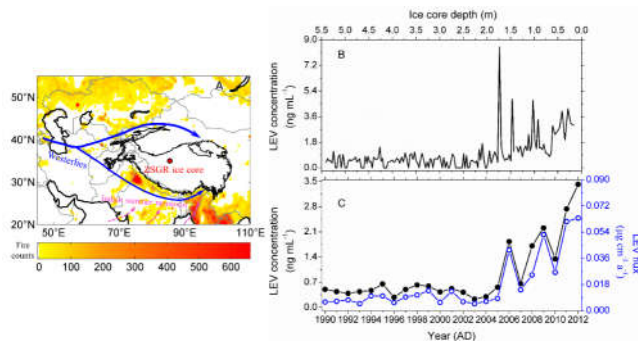 Ice core depth (m)
5.5 5.0 4.5 4.0 3.5 3.0 2.5 2.0 1.5 1.0 0.5 0.0
A
55°N
50°N
40°N
30°N
20°N
50°E 70°E 90°E 110°E
Westerlies
ZSGR ice core
Fire counts
0 100 200 300 400 500 600
B
LEV concentration
(ng mL⁻¹)
9.0
7.2
5.4
3.6
1.8
0.0
C
LEV concentration
(ng mL⁻¹)
3.5
2.8
2.1
1.4
0.7
0.0
0.090
0.072
0.054
0.036
0.018
0.000
LEV flux
(μg cm⁻² a⁻¹)
1990 1992 1994 1996 1998 2000 2002 2004 2006 2008 2010 2012
Year (AD)